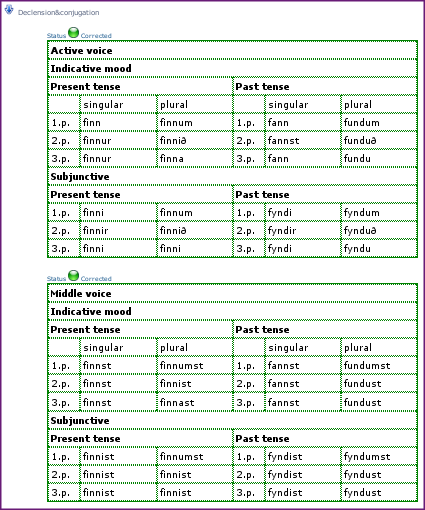 Declension&conjugation
Status Corrected
Active voice
Indicative mood
Present tense Past tense
singular plural singular plural
1.p. finn finnum 1.p. fann fundum
2.p. finnur finnið 2.p. fannst funduð
3.p. finnur finna 3.p. fann fundu
Subjunctive
Present tense Past tense
1.p. finni finnum 1.p. fyndi fyndum
2.p. finnir finnið 2.p. fyndir fynduð
3.p. finni finni 3.p. fyndi fyndu
Status Corrected
Middle voice
Indicative mood
Present tense Past tense
singular plural singular plural
1.p. finnst finnumst 1.p. fannst fundumst
2.p. finnst finnist 2.p. fannst fundust
3.p. finnst finnast 3.p. fannst fundust
Subjunctive
Present tense Past tense
1.p. finnist finnumst 1.p. fyndist fyndumst
2.p. finnist finnist 2.p. fyndist fyndust
3.p. finnist finnist 3.p. fyndist fyndust